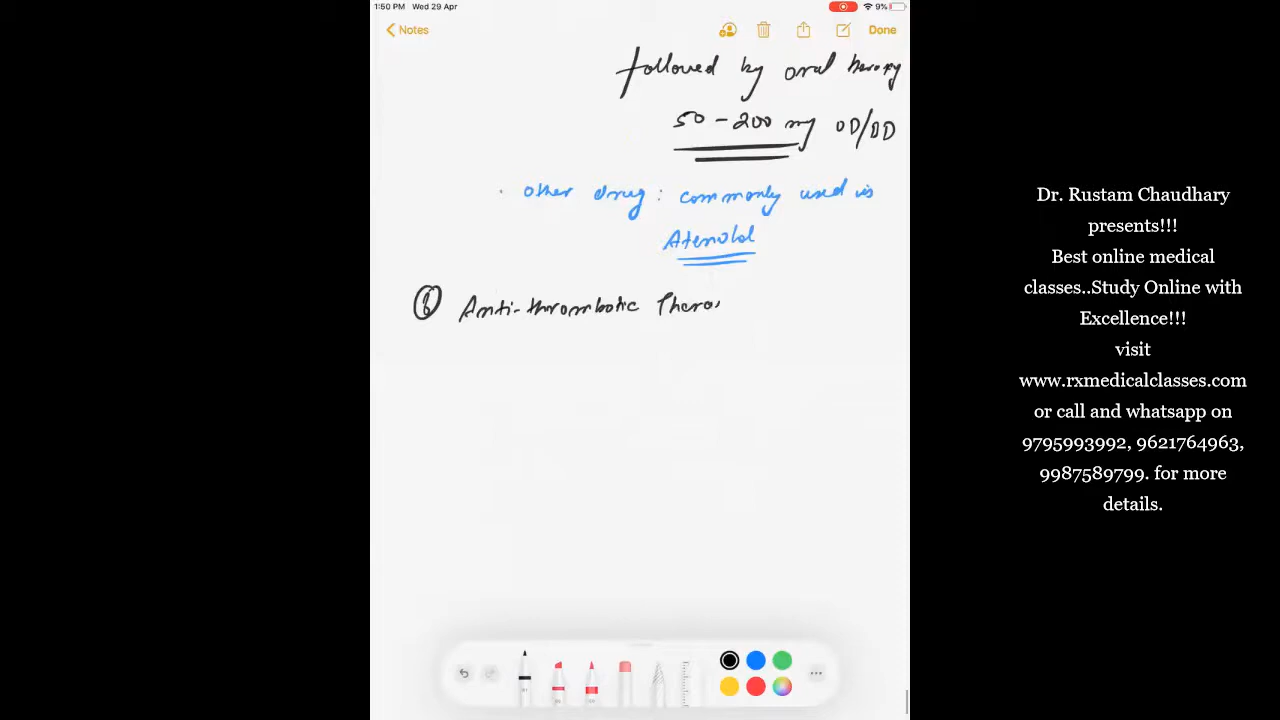 1:50 PM Wed 29 Apr
9%
Notes
Done
followed by oral therapy
50 - 200 mg OD/BD
other drug : commonly used is
Atenolol
Anti-thrombotic Thera
Dr. Rustam Chaudhary
presents!!!
Best online medical
classes..Study Online with
Excellence!!!
visit
www.rxmedicalclasses.com
or call and whatsapp on
9795993992, 9621764963,
9987589799. for more
details.